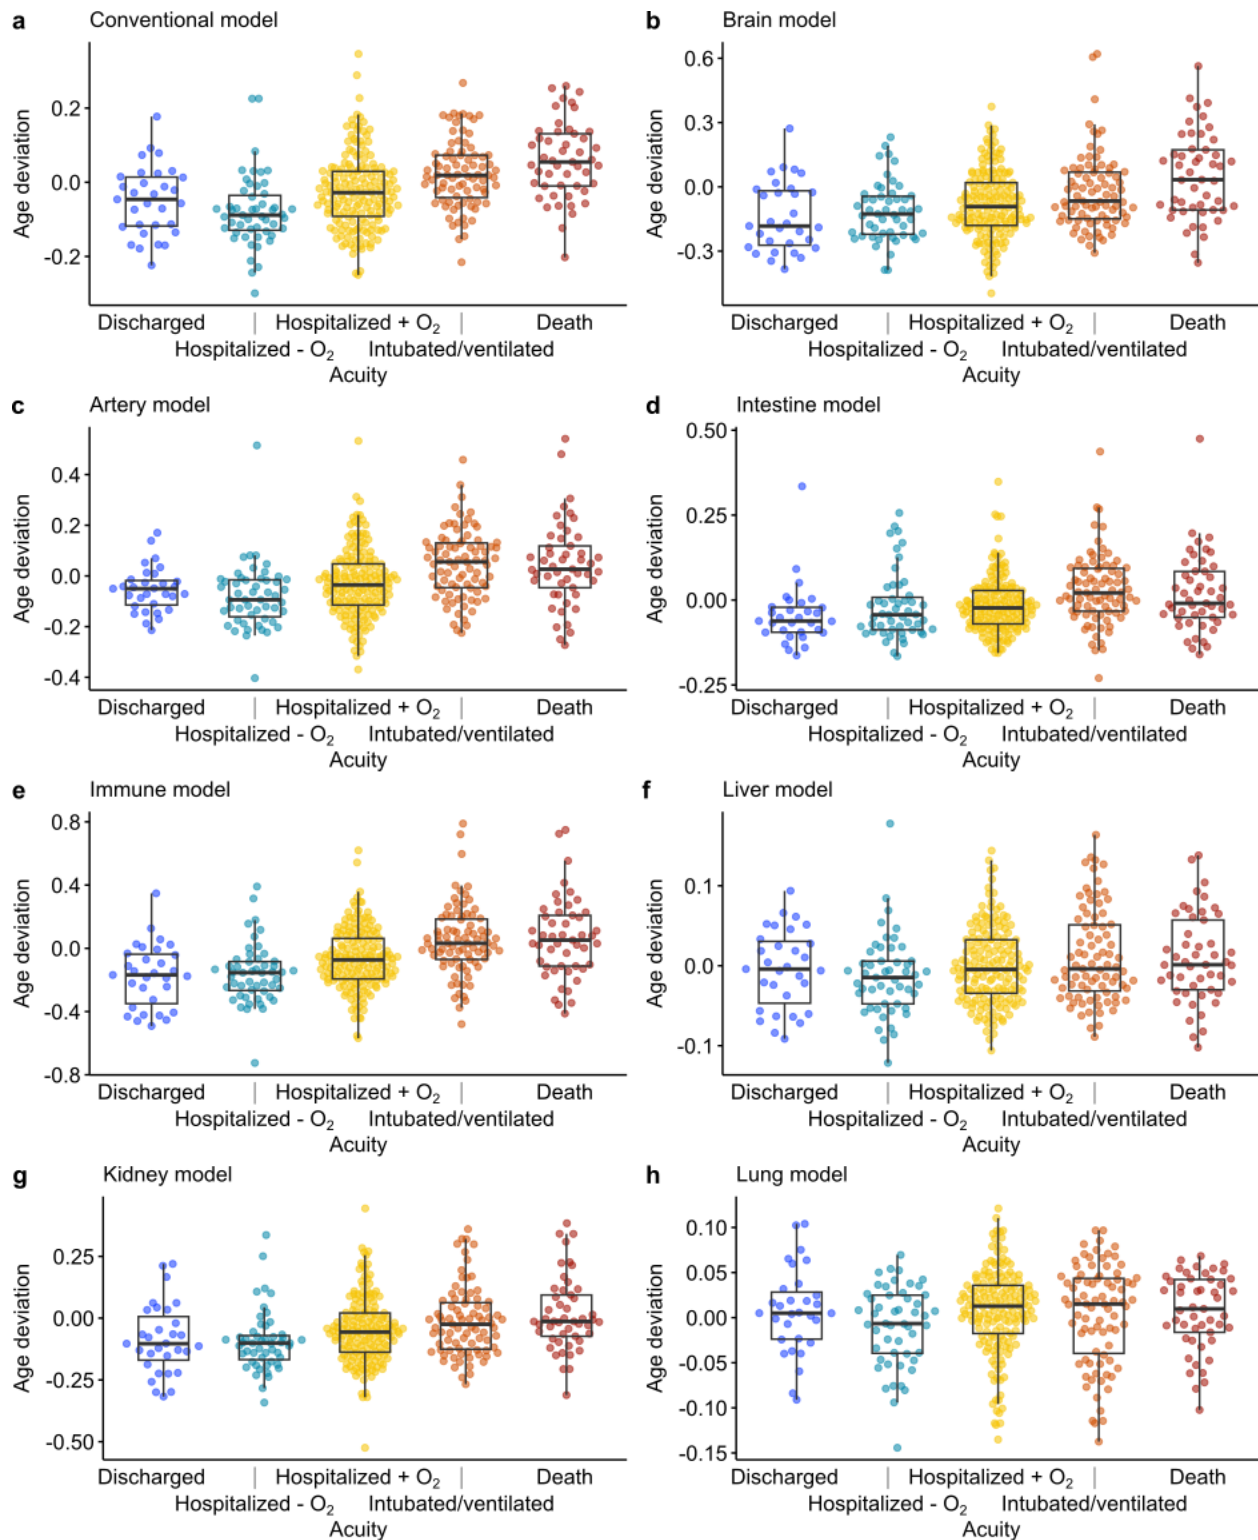 a Conventional model
0.2
0.0
-0.2
Age deviation
Discharged Hospitalized + O₂ Death
Hospitalized - O₂ Intubated/ventilated
Acuity
b Brain model
0.6
0.3
0.0
-0.3
Age deviation
Discharged Hospitalized + O₂ Death
Hospitalized - O₂ Intubated/ventilated
Acuity
c Artery model
0.4
0.2
0.0
-0.2
-0.4
Age deviation
Discharged Hospitalized + O₂ Death
Hospitalized - O₂ Intubated/ventilated
Acuity
d Intestine model
0.50
0.25
0.00
-0.25
Age deviation
Discharged Hospitalized + O₂ Death
Hospitalized - O₂ Intubated/ventilated
Acuity
e Immune model
0.8
0.4
0.0
-0.4
-0.8
Age deviation
Discharged Hospitalized + O₂ Death
Hospitalized - O₂ Intubated/ventilated
Acuity
f Liver model
0.1
0.0
-0.1
Age deviation
Discharged Hospitalized + O₂ Death
Hospitalized - O₂ Intubated/ventilated
Acuity
g Kidney model
0.25
0.00
-0.25
-0.50
Age deviation
Discharged Hospitalized + O₂ Death
Hospitalized - O₂ Intubated/ventilated
Acuity
h Lung model
0.10
0.05
0.00
-0.05
-0.10
-0.15
Age deviation
Discharged Hospitalized + O₂ Death
Hospitalized - O₂ Intubated/ventilated
Acuity